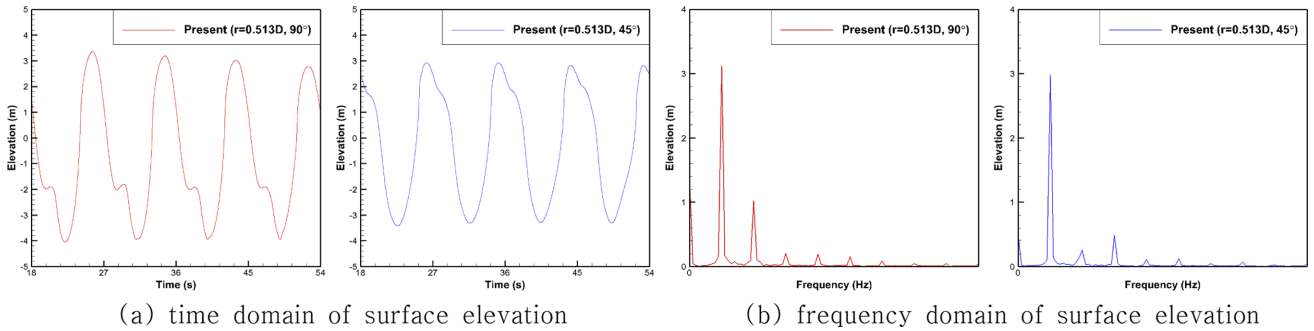 Present (r=0.513D, 90°)
Elevation (m)
5
4
3
2
1
0
-1
-2
-3
-4
-5
18 27 36 45 54
Time (s)
Present (r=0.513D, 45°)
Elevation (m)
5
4
3
2
1
0
-1
-2
-3
-4
-5
18 27 36 45 54
Time (s)
Present (r=0.513D, 90°)
Elevation (m)
4
3
2
1
0
0
Frequency (Hz)
Present (r=0.513D, 45°)
Elevation (m)
4
3
2
1
0
0
Frequency (Hz)
(a) time domain of surface elevation
(b) frequency domain of surface elevation